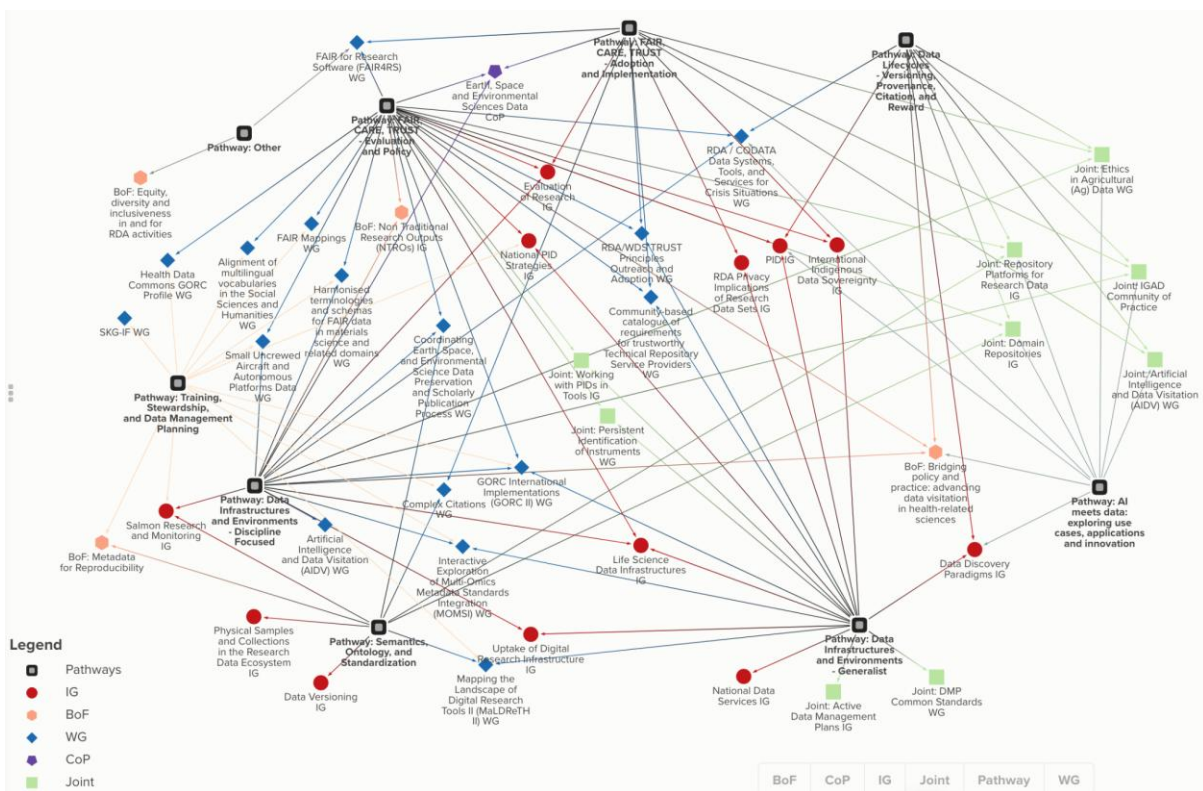 FAIR for Research
Software (FAIR4RS)
WG
Pathway: FAIR,
CARE, TRUST
- Adoption
and Implementation
Pathway: Data
Lifecycles
- Versioning,
Provenance,
Citation, and
Reward
Earth, Space
and Environmental
Sciences Data
CoP
Pathway: FAIR,
CARE, TRUST
- Evaluation
and Policy
Pathway: Other
RDA / CODATA
Data Systems,
Tools, and
Services for
Crisis Situations
WG
Joint: Ethics
in Agricultural
(Ag) Data WG
BoF: Equity,
diversity and
inclusiveness
in and for
RDA activities
Evaluation
of Research
IG
BoF: Non Traditional
Research Outputs
(NTROs) IG
FAIR Mappings
WG
National PID
Strategies
IG
RDA/WDS TRUST
Principles
Outreach and
Adoption WG
RDA Privacy
Implications
of Research
Data Sets IG
PID IG
International
Indigenous
Data Sovereignty
IG
Joint: Repository
Platforms for
Research Data
IG
Joint: IGAD
Community of
Practice
Health Data
Commons GORC
Profile WG
Alignment of
multilingual
vocabularies
in the Social
Sciences and
Humanities
WG
Harmonised
terminologies
and schemas
for FAIR data
in materials
science and
related domains
WG
SKG-IF WG
Small Uncrewed
Aircraft and
Autonomous
Platforms Data
WG
Coordinating
Earth, Space,
and Environmental
Science Data
Preservation
and Scholarly
Publication
Process WG
Community-based
catalogue of
requirements
for trustworthy
Technical Repository
Service Providers
WG
Joint: Working
with PIDs in
Tools IG
Joint: Domain
Repositories
IG
Joint: Artificial
Intelligence
and Data Visitation
(AIDV) WG
Pathway: Training,
Stewardship,
and Data Management
Planning
Joint: Persistent
Identification
of Instruments
WG
BoF: Bridging
policy and
practice: advancing
data visitation
in health-related
sciences
GORC International
Implementations
(GORC II) WG
Complex Citations
WG
Pathway: Data
Infrastructures
and Environments
- Discipline
Focused
Pathway: AI
meets data:
exploring use
cases, applications
and innovation
Salmon Research
and Monitoring
IG
Artificial
Intelligence
and Data Visitation
(AIDV) WG
BoF: Metadata
for Reproducibility
Interactive
Exploration
of Multi-Omics
Metadata Standards
Integration
(MOMSI) WG
Life Science
Data Infrastructures
IG
Data Discovery
Paradigms IG
Physical Samples
and Collections
in the Research
Data Ecosystem
IG
Pathway: Semantics,
Ontology, and
Standardization
Uptake of Digital
Research Infrastructure
IG
Pathway: Data
Infrastructures
and Environments
- Generalist
Data Versioning
IG
Mapping the
Landscape of
Digital Research
Tools II (MaLDReTH
II) WG
National Data
Services IG
Joint: Active
Data Management
Plans IG
Joint: DMP
Common Standards
WG
Legend
Pathways
IG
BoF
WG
CoP
Joint
BoF CoP IG Joint Pathway WG